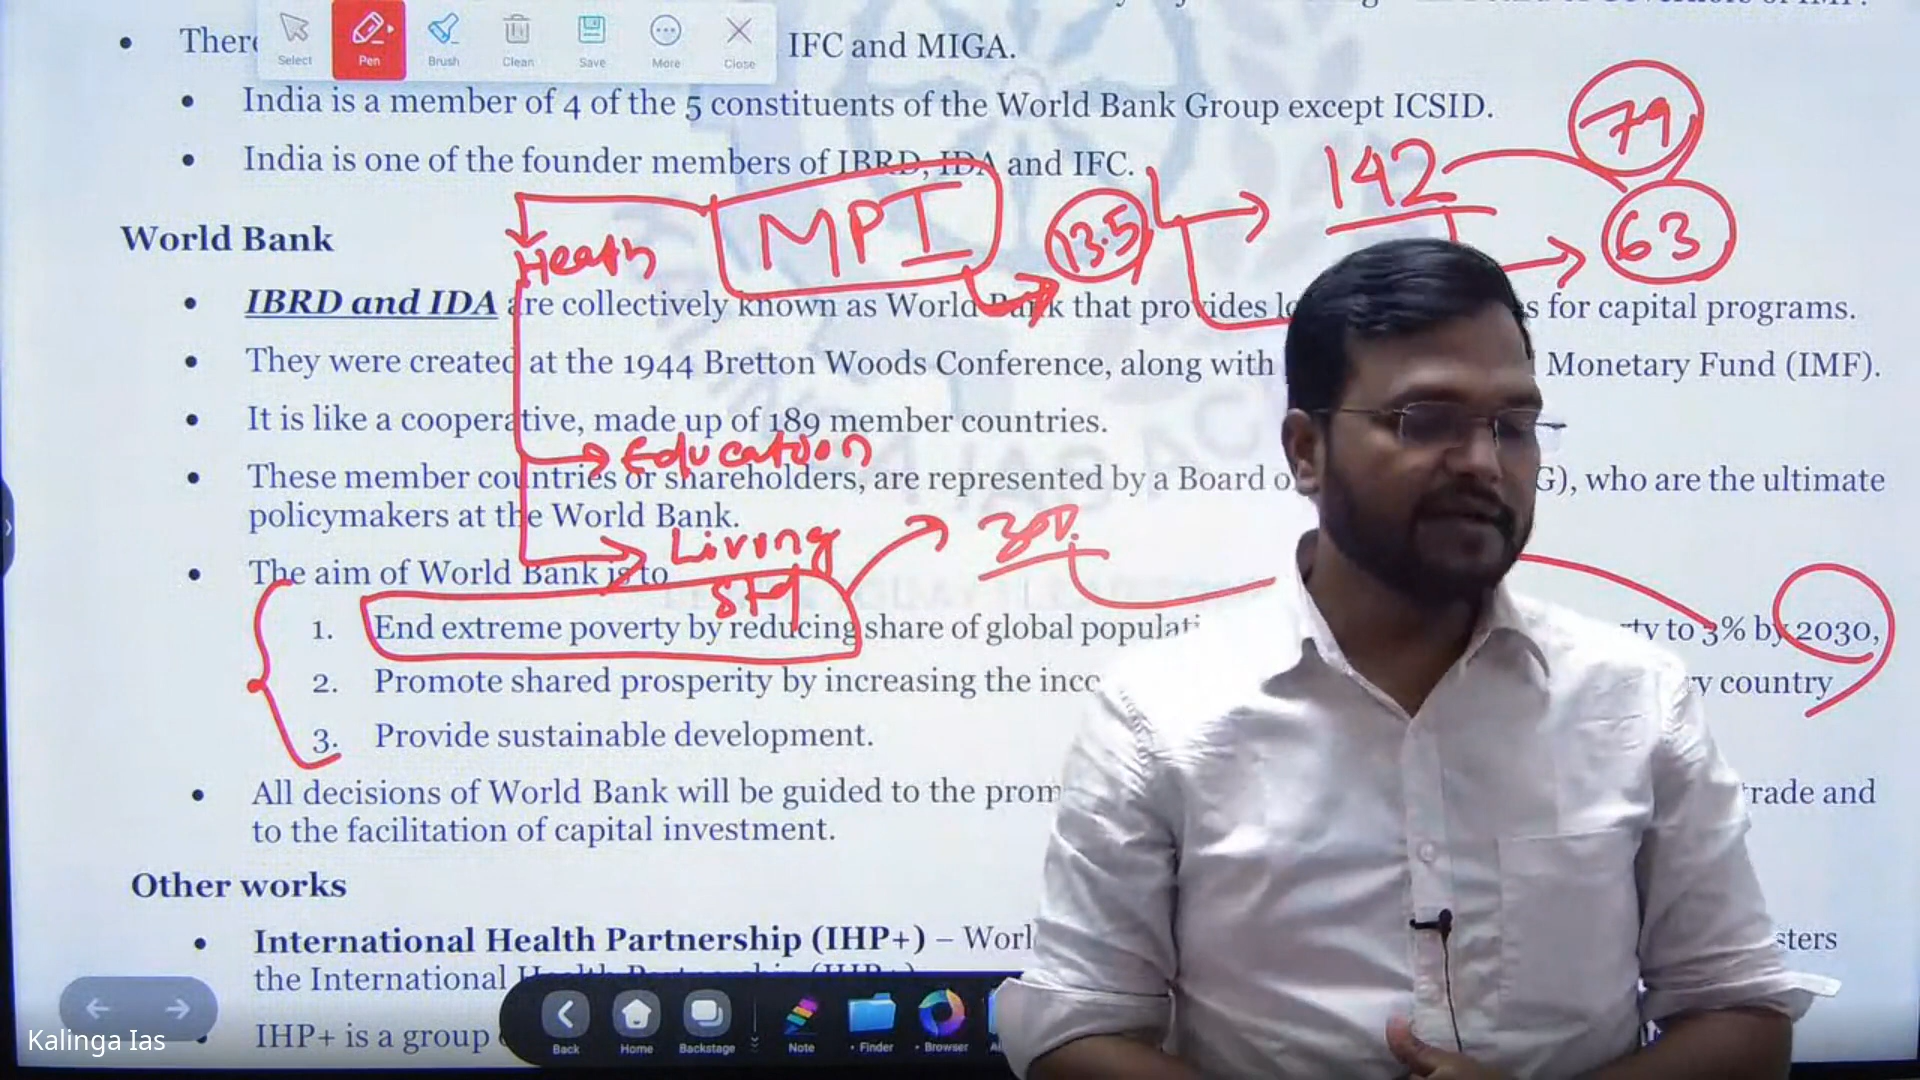 Select Pen Brush Clean Save More Close
IFC and MIGA.
India is a member of 4 of the 5 constituents of the World Bank Group except ICSID.
79
India is one of the founder members of IBRD, IDA and IFC.
142
MPI
13.5
63
World Bank
Heath
IBRD and IDA are collectively known as World Bank that provides
s for capital programs.
They were created at the 1944 Bretton Woods Conference, along with
Monetary Fund (IMF).
It is like a cooperative, made up of 189 member countries.
Education
These member countries or shareholders, are represented by a Board
G), who are the ultimate
policymakers at the World Bank.
Living
The aim of World Bank is to
Std
1. End extreme poverty by reducing share of global
to 3% by 2030,
2. Promote shared prosperity by increasing the
country
3. Provide sustainable development.
All decisions of World Bank will be guided to the
trade and
to the facilitation of capital investment.
Other works
International Health Partnership (IHP+) –
the International
IHP+ is a group
Back Home Backstage Note • Finder • Browser
Kalinga Ias